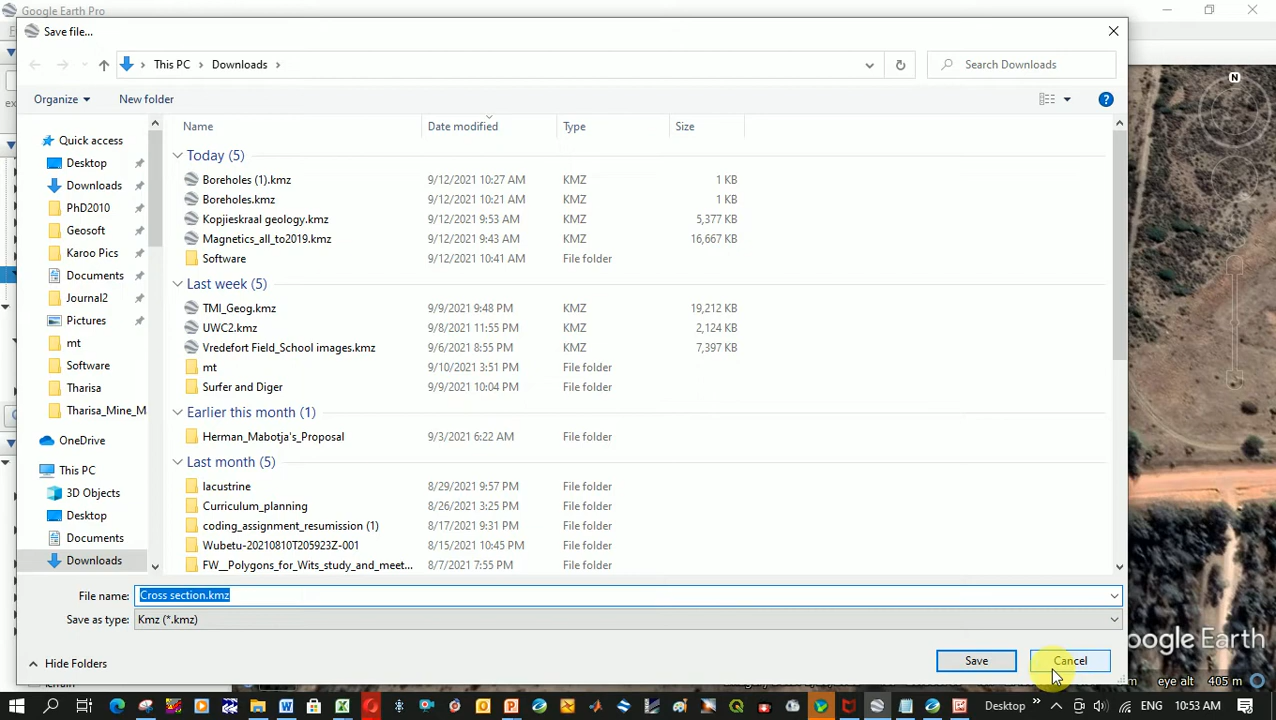 Google Earth Pro
Save file...
This PC
Downloads
Search Downloads
Organize
New folder
Name
Date modified
Type
Size
Quick access
Desktop
Downloads
PhD2010
Geosoft
Karoo Pics
Documents
Journal2
Pictures
mt
Software
Tharisa
Tharisa_Mine_M
OneDrive
This PC
3D Objects
Desktop
Documents
Downloads
Today (5)
Boreholes (1).kmz 9/12/2021 10:27 AM KMZ 1 KB
Boreholes.kmz 9/12/2021 10:21 AM KMZ 1 KB
Kopjieskraal geology.kmz 9/12/2021 9:53 AM KMZ 5,377 KB
Magnetics_all_to2019.kmz 9/12/2021 9:43 AM KMZ 16,667 KB
Software 9/12/2021 10:41 AM File folder
Last week (5)
TMI_Geog.kmz 9/9/2021 9:48 PM KMZ 19,212 KB
UWC2.kmz 9/8/2021 11:55 PM KMZ 2,124 KB
Vredefort Field_School images.kmz 9/6/2021 8:55 PM KMZ 7,397 KB
mt 9/10/2021 3:51 PM File folder
Surfer and Diger 9/9/2021 10:04 PM File folder
Earlier this month (1)
Herman_Mabotja's_Proposal 9/3/2021 6:22 AM File folder
Last month (5)
lacustrine 8/29/2021 9:57 PM File folder
Curriculum_planning 8/26/2021 3:25 PM File folder
coding_assignment_resumission (1) 8/17/2021 9:31 PM File folder
Wubetu-20210810T205923Z-001 8/15/2021 10:45 PM File folder
FW__Polygons_for_Wits_study_and_meet... 8/7/2021 7:55 PM File folder
File name: Cross section.kmz
Save as type: Kmz (*.kmz)
Hide Folders
Save
Cancel
N
oogle Earth
eye alt 405 m
Desktop
ENG
10:53 AM